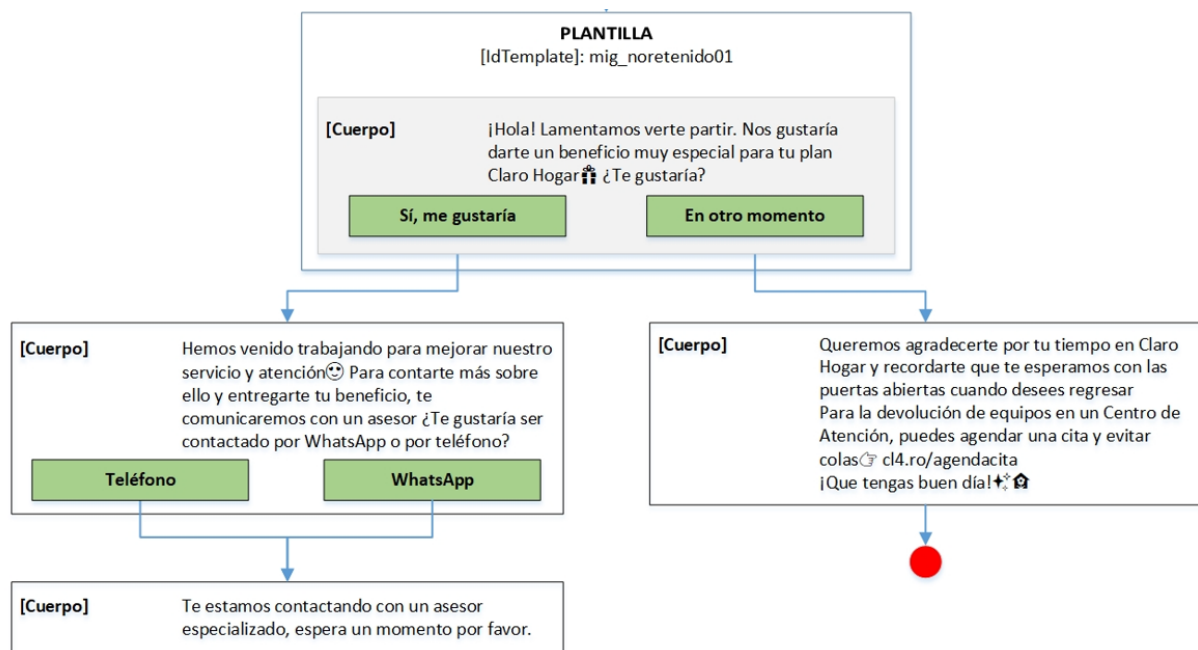 PLANTILLA
[IdTemplate]: mig_noretenido01
[Cuerpo]
¡Hola! Lamentamos verte partir. Nos gustaría
darte un beneficio muy especial para tu plan
Claro Hogar🎁 ¿Te gustaría?
Sí, me gustaría
En otro momento
[Cuerpo]
Hemos venido trabajando para mejorar nuestro
servicio y atención🙂 Para contarte más sobre
ello y entregarte tu beneficio, te
comunicaremos con un asesor ¿Te gustaría ser
contactado por WhatsApp o por teléfono?
Teléfono
WhatsApp
[Cuerpo]
Queremos agradecerte por tu tiempo en Claro
Hogar y recordarte que te esperamos con las
puertas abiertas cuando desees regresar
Para la devolución de equipos en un Centro de
Atención, puedes agendar una cita y evitar
colas👉 cl4.ro/agendacita
¡Que tengas buen día!✨🏠
[Cuerpo]
Te estamos contactando con un asesor
especializado, espera un momento por favor.